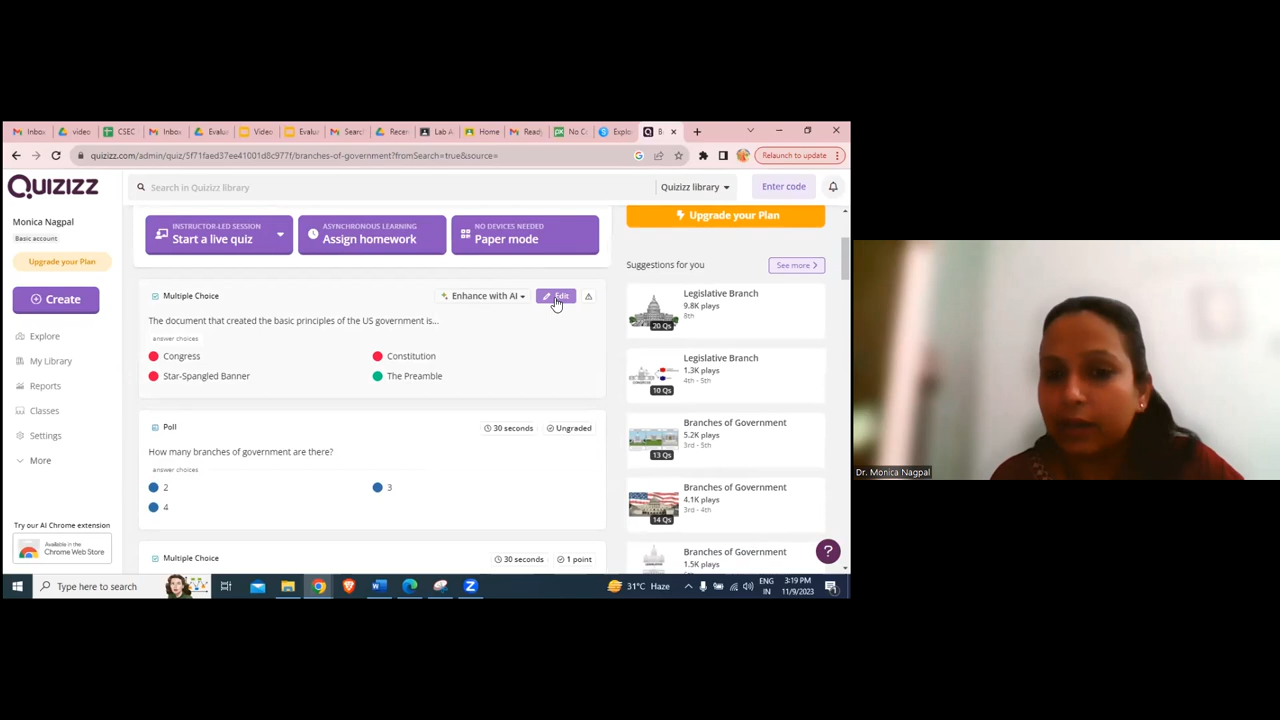 Inbo
video
CSEC
Inbox
Evalu
Video
Evalu
Searc
Recen
Lab A
Home
Ready
No C
Explo
B
quizizz.com/admin/quiz/5f71faed37ee41001d8c977f/branches-of-government?fromSearch=true&source=
Relaunch to update
QUIZIZZ
Search in Quizizz library
Quizizz library
Enter code
Monica Nagpal
Basic account
Upgrade your Plan
Create
Explore
My Library
Reports
Classes
Settings
More
Try our AI Chrome extension
Available in the
Chrome Web Store
INSTRUCTOR-LED SESSION
Start a live quiz
ASYNCHRONOUS LEARNING
Assign homework
NO DEVICES NEEDED
Paper mode
Multiple Choice
Enhance with AI
Edit
The document that created the basic principles of the US government is...
answer choices
Congress
Constitution
Star-Spangled Banner
The Preamble
Poll
30 seconds
Ungraded
How many branches of government are there?
answer choices
2
3
4
Multiple Choice
30 seconds
1 point
Upgrade your Plan
Suggestions for you
See more
Legislative Branch
9.8K plays
8th
20 Qs
Legislative Branch
1.3K plays
4th - 5th
10 Qs
Branches of Government
5.2K plays
3rd - 5th
13 Qs
Branches of Government
4.1K plays
3rd - 4th
14 Qs
Branches of Government
1.5K plays
?
Type here to search
31°C Haze
ENG
IN
3:19 PM
11/9/2023
1
Dr. Monica Nagpal